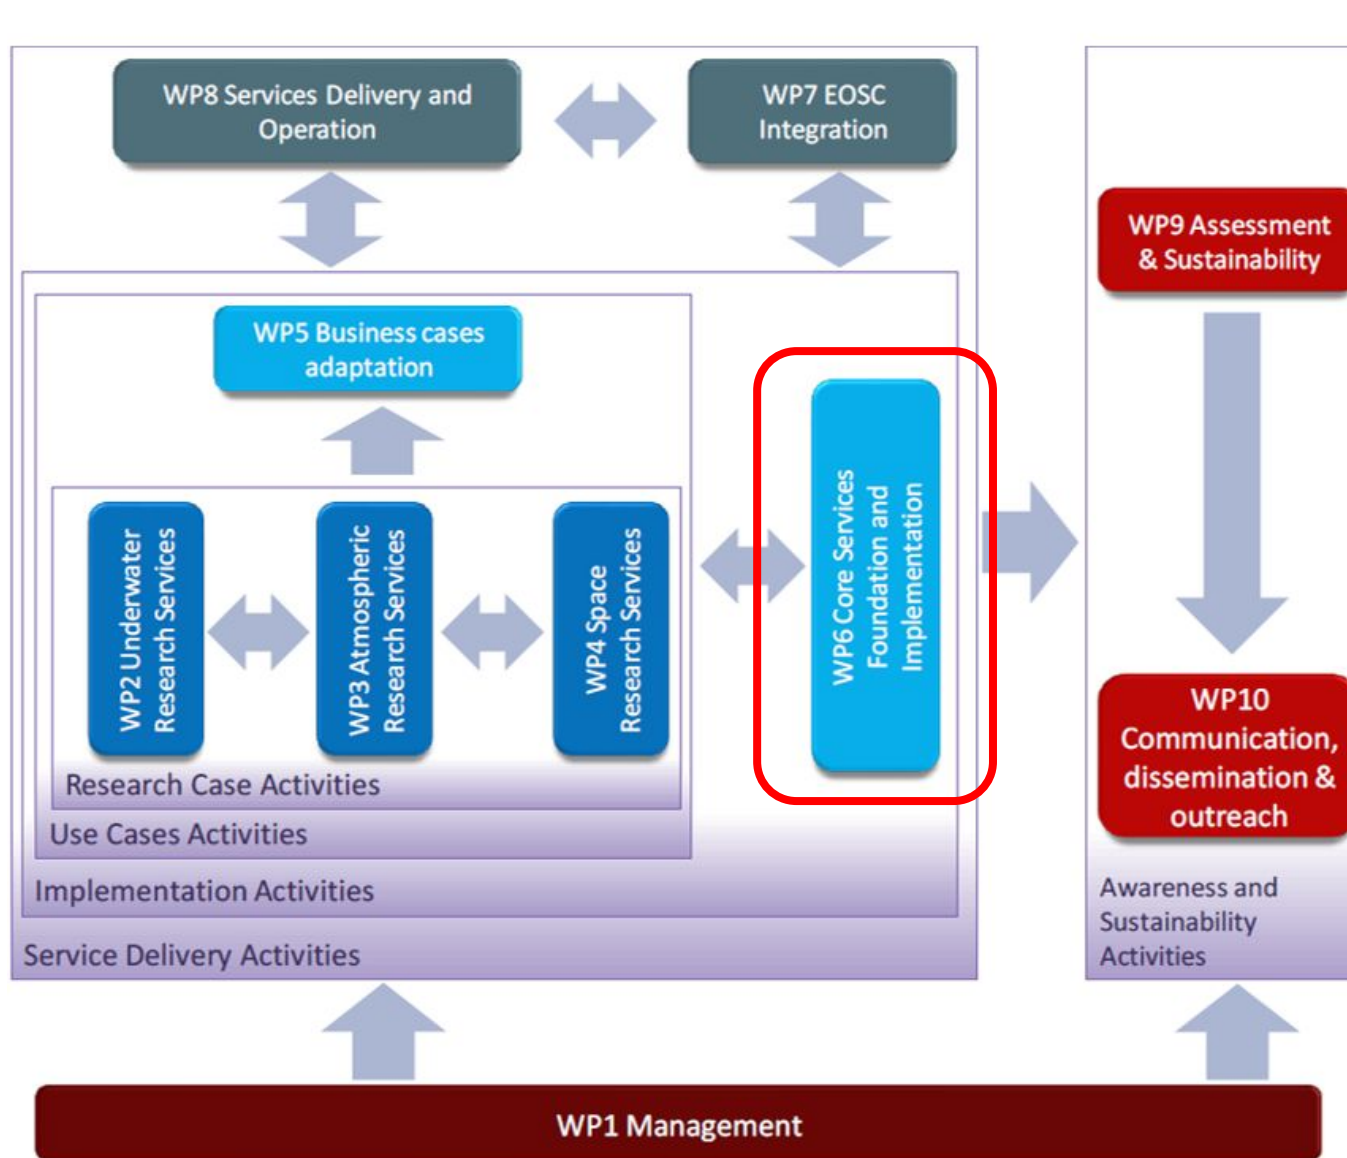 WP8 Services Delivery and
Operation
WP7 EOSC
Integration
WP9 Assessment
& Sustainability
WP5 Business cases
adaptation
WP2 Underwater
Research Services
WP3 Atmospheric
Research Services
WP4 Space
Research Services
WP6 Core Services
Foundation and
Implementation
WP10
Communication,
dissemination &
outreach
Research Case Activities
Use Cases Activities
Implementation Activities
Service Delivery Activities
Awareness and
Sustainability
Activities
WP1 Management